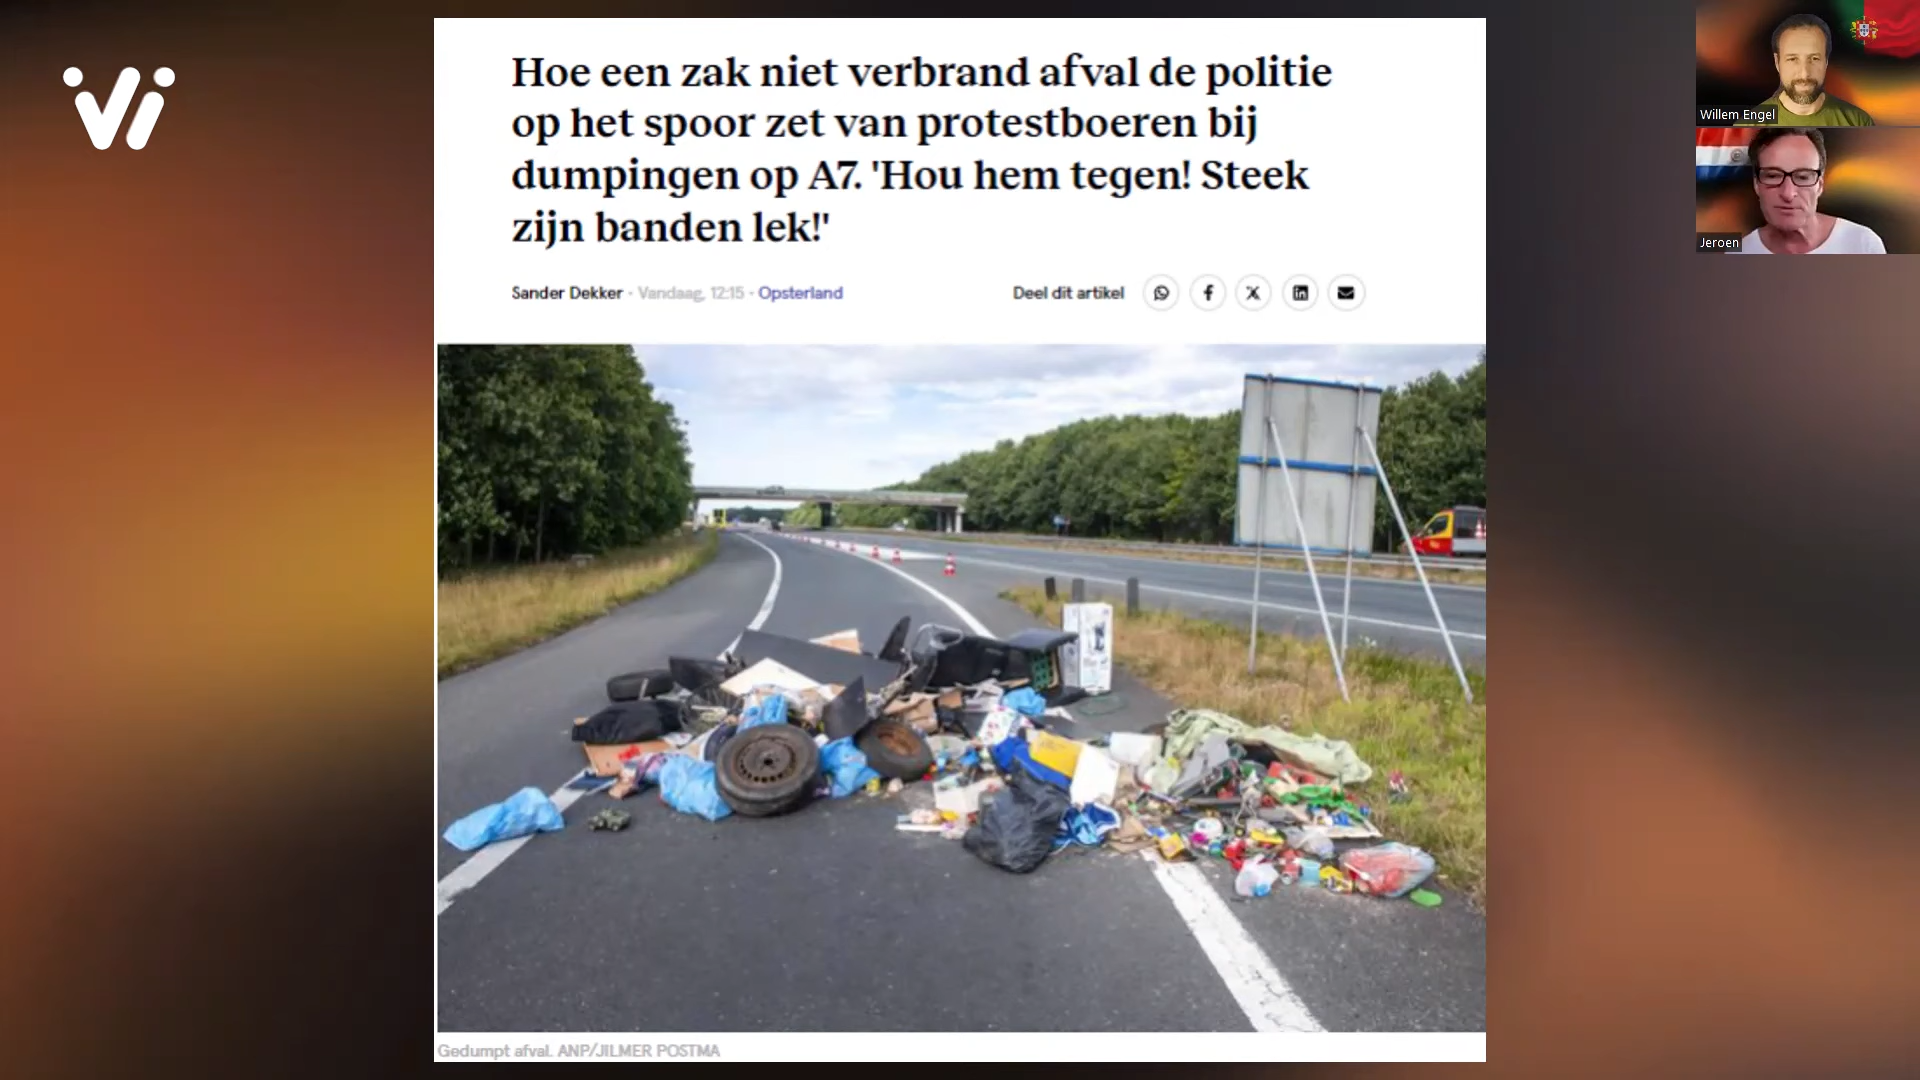 Hoe een zak niet verbrand afval de politie
op het spoor zet van protestboeren bij
dumpingen op A7. 'Hou hem tegen! Steek
zijn banden lek!'
Sander Dekker - Vandaag, 12:15 - Opsterland
Deel dit artikel
Gedumpt afval. ANP/JILMER POSTMA
Willem Engel
Jeroen